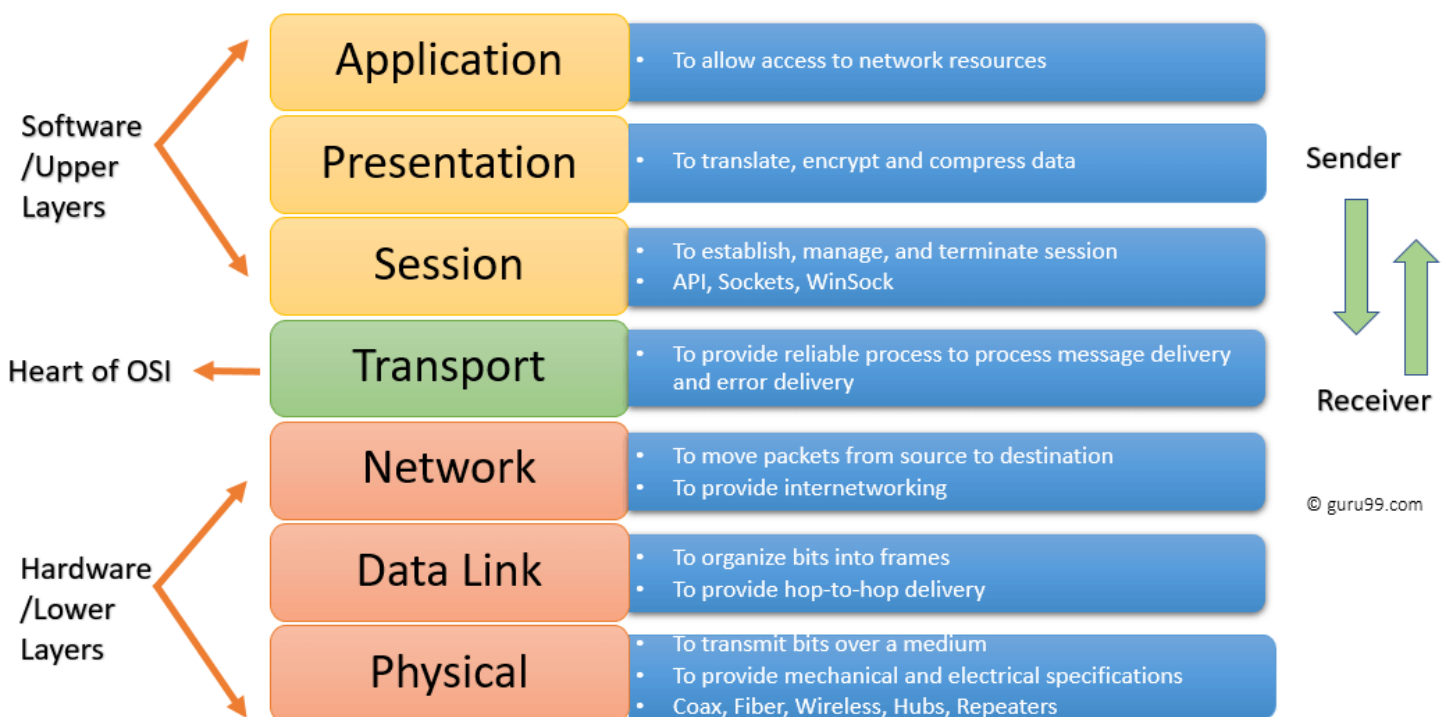 Application
• To allow access to network resources
Software
/Upper
Layers
Presentation
• To translate, encrypt and compress data
Sender
Session
• To establish, manage, and terminate session
• API, Sockets, WinSock
Heart of OSI
Transport
• To provide reliable process to process message delivery
and error delivery
Receiver
Network
• To move packets from source to destination
• To provide internetworking
© guru99.com
Hardware
/Lower
Layers
Data Link
• To organize bits into frames
• To provide hop-to-hop delivery
Physical
• To transmit bits over a medium
• To provide mechanical and electrical specifications
• Coax, Fiber, Wireless, Hubs, Repeaters